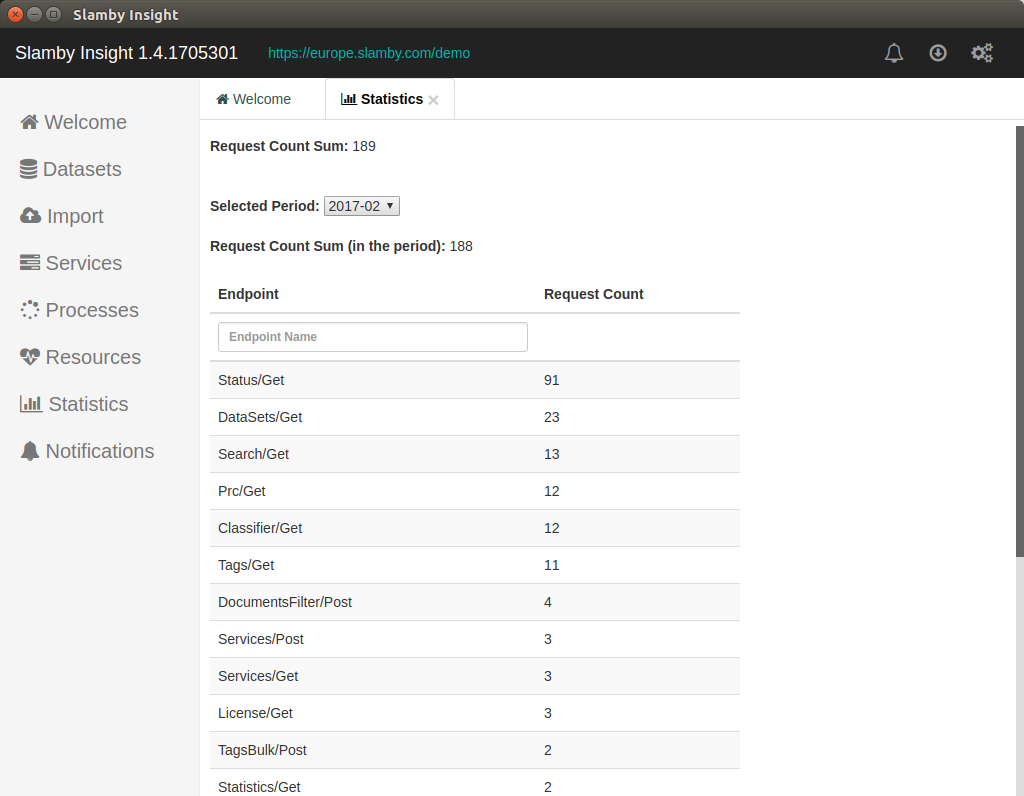 Slamby Insight
Slamby Insight 1.4.1705301 https://europe.slamby.com/demo
Welcome
Datasets
Import
Services
Processes
Resources
Statistics
Notifications
Welcome Statistics
Request Count Sum: 189
Selected Period: 2017-02
Request Count Sum (in the period): 188
Endpoint Request Count
Endpoint Name
Status/Get 91
DataSets/Get 23
Search/Get 13
Prc/Get 12
Classifier/Get 12
Tags/Get 11
DocumentsFilter/Post 4
Services/Post 3
Services/Get 3
License/Get 3
TagsBulk/Post 2
Statistics/Get 2